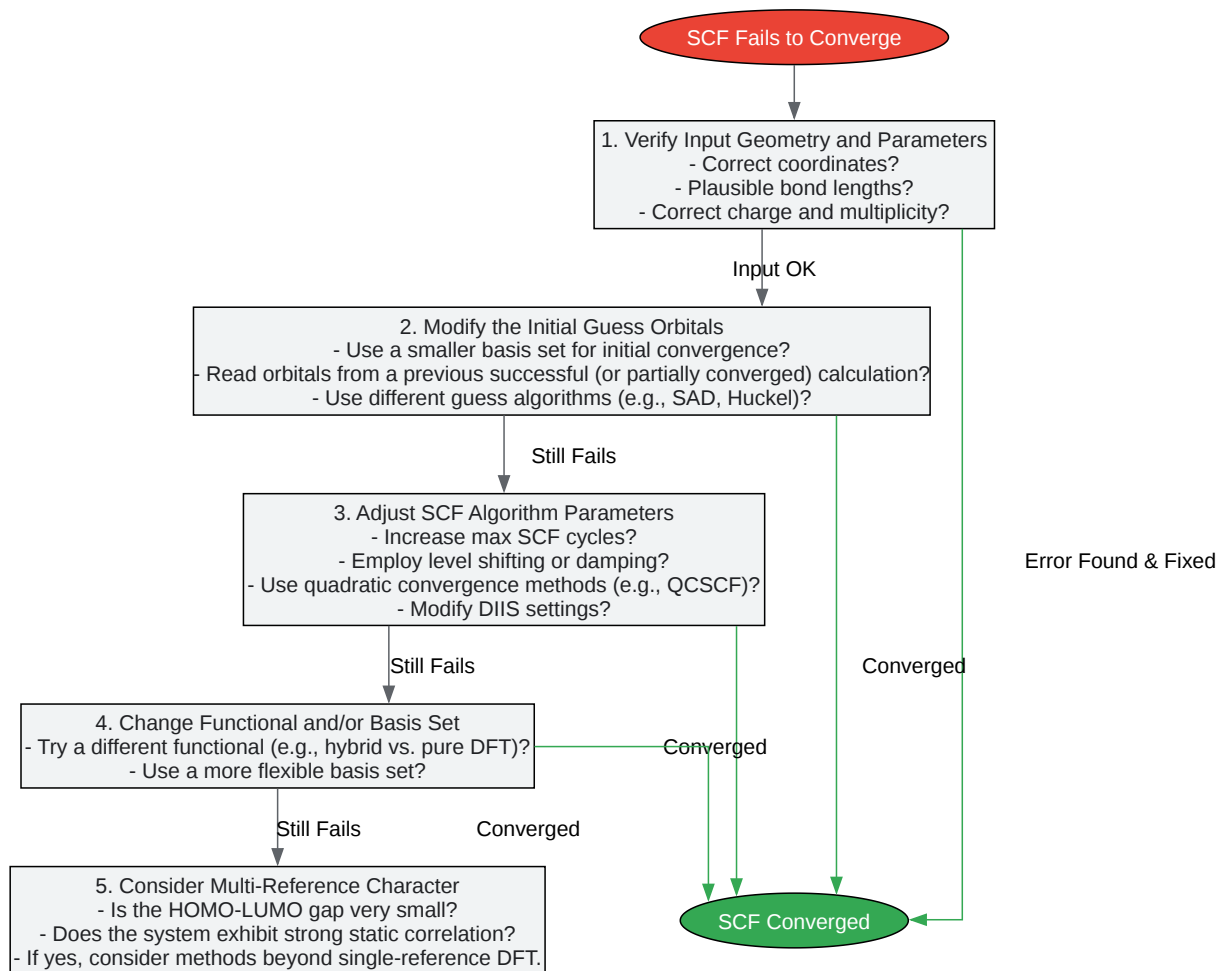 SCF Fails to Converge
1. Verify Input Geometry and Parameters
- Correct coordinates?
- Plausible bond lengths?
- Correct charge and multiplicity?
Input OK
2. Modify the Initial Guess Orbitals
- Use a smaller basis set for initial convergence?
- Read orbitals from a previous successful (or partially converged) calculation?
- Use different guess algorithms (e.g., SAD, Huckel)?
Still Fails
3. Adjust SCF Algorithm Parameters
- Increase max SCF cycles?
- Employ level shifting or damping?
- Use quadratic convergence methods (e.g., QCSCF)?
- Modify DIIS settings?
Error Found & Fixed
Still Fails
Converged
4. Change Functional and/or Basis Set
- Try a different functional (e.g., hybrid vs. pure DFT)?
- Use a more flexible basis set?
Converged
Still Fails
Converged
5. Consider Multi-Reference Character
- Is the HOMO-LUMO gap very small?
- Does the system exhibit strong static correlation?
- If yes, consider methods beyond single-reference DFT.
SCF Converged